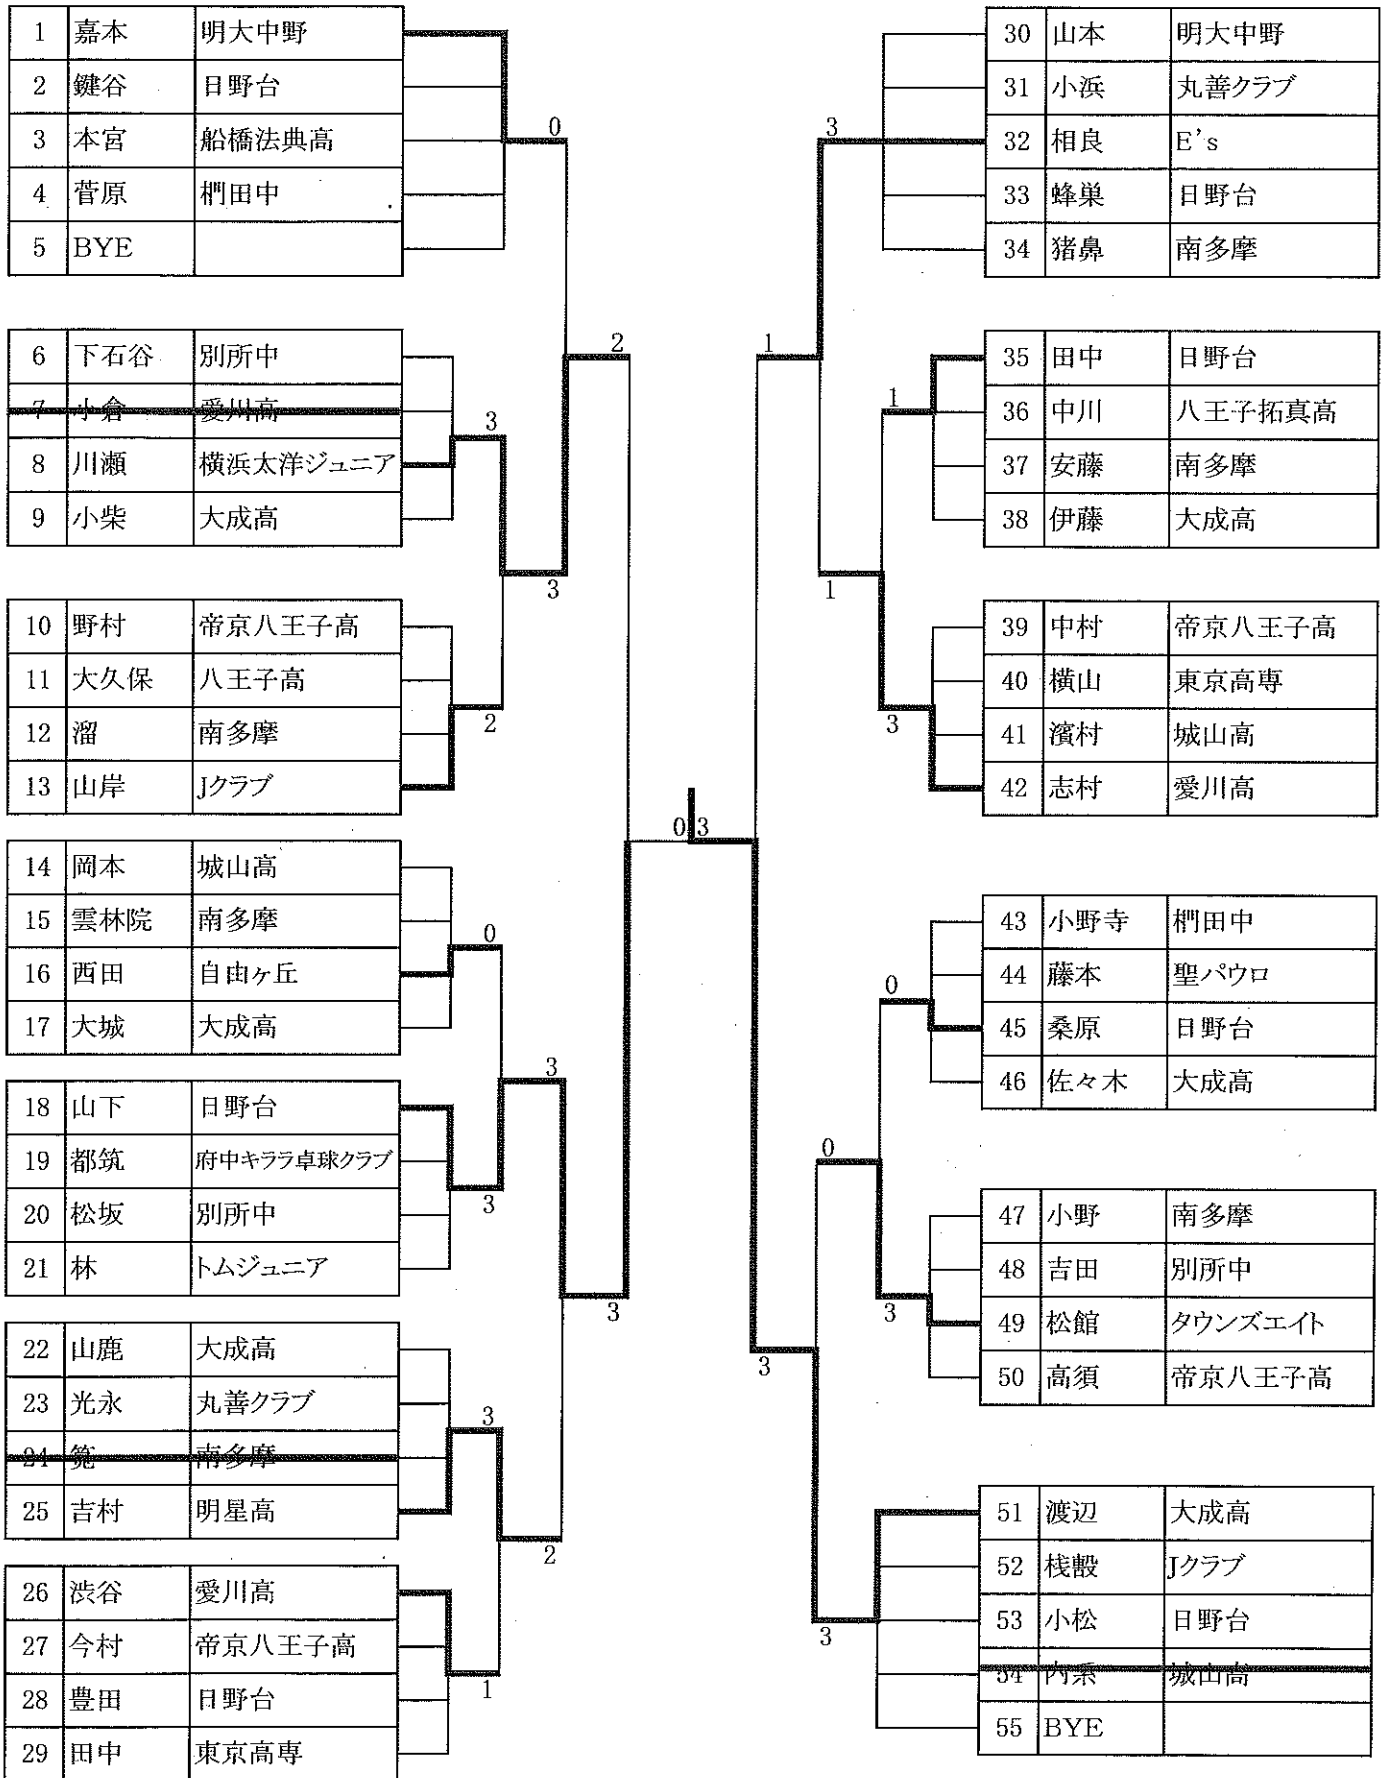 1 嘉本 明大中野
2 鍵谷 日野台
3 本宮 船橋法典高
4 菅原 椚田中
5 BYE
0
6 下石谷 別所中
7 小倉 愛川高
8 川瀬 横浜太洋ジュニア
9 小柴 大成高
3
2
3
10 野村 帝京八王子高
11 大久保 八王子高
12 溜 南多摩
13 山岸 Jクラブ
2
14 岡本 城山高
15 雲林院 南多摩
16 西田 自由ヶ丘
17 大城 大成高
0
3
18 山下 日野台
19 都筑 府中キララ卓球クラブ
20 松坂 別所中
21 林 トムジュニア
3
3
22 山鹿 大成高
23 光永 丸善クラブ
24 筧 南多摩
25 吉村 明星高
3
2
26 渋谷 愛川高
27 今村 帝京八王子高
28 豊田 日野台
29 田中 東京高専
1
0 3
30 山本 明大中野
31 小浜 丸善クラブ
32 相良 E's
33 蜂巣 日野台
34 猪鼻 南多摩
3
1
35 田中 日野台
36 中川 八王子拓真高
37 安藤 南多摩
38 伊藤 大成高
1
1
39 中村 帝京八王子高
40 横山 東京高専
41 濱村 城山高
42 志村 愛川高
3
43 小野寺 椚田中
44 藤本 聖パウロ
45 桑原 日野台
46 佐々木 大成高
0
0
47 小野 南多摩
48 吉田 別所中
49 松館 タウンズエイト
50 高須 帝京八王子高
3
3
51 渡辺 大成高
52 桟敷 Jクラブ
53 小松 日野台
54 城山高
55 BYE
3